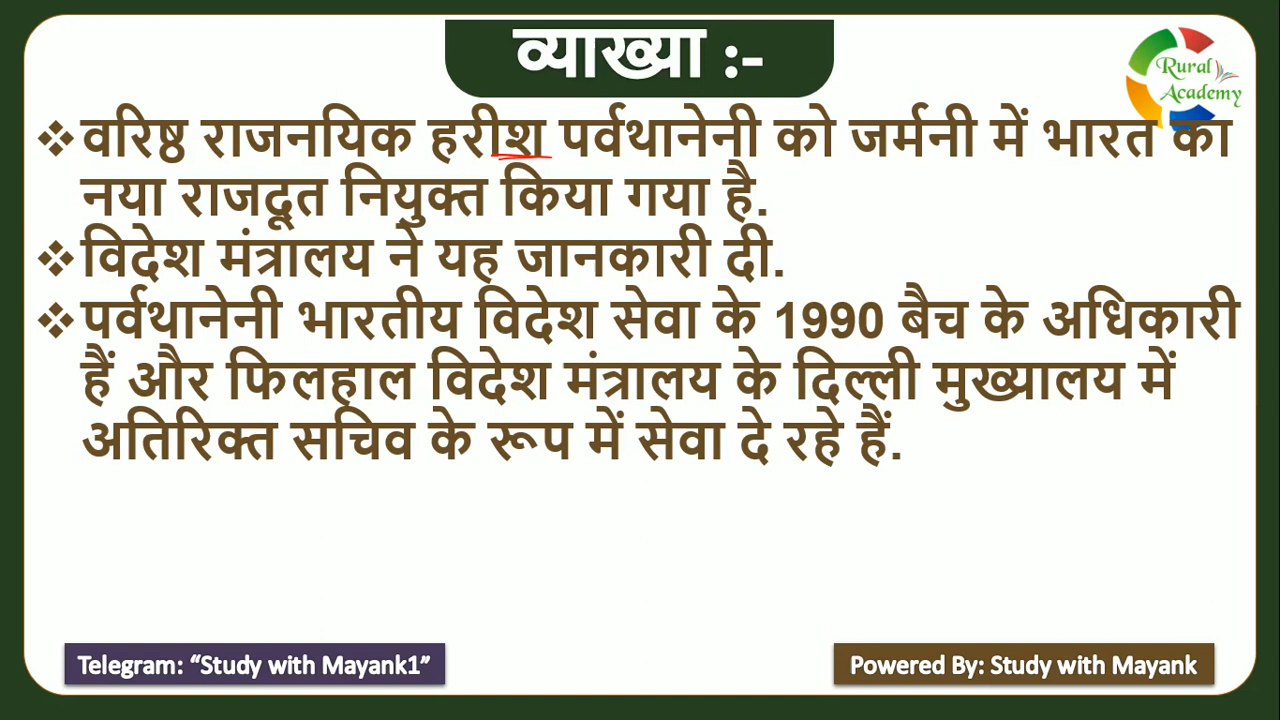 व्याख्या :-
Rural
Academy
❖वरिष्ठ राजनयिक हरीश पर्वथानेनी को जर्मनी में भारत का
नया राजदूत नियुक्त किया गया है.
❖विदेश मंत्रालय ने यह जानकारी दी.
❖पर्वथानेनी भारतीय विदेश सेवा के 1990 बैच के अधिकारी
हैं और फिलहाल विदेश मंत्रालय के दिल्ली मुख्यालय में
अतिरिक्त सचिव के रूप में सेवा दे रहे हैं.
Telegram: “Study with Mayank1”
Powered By: Study with Mayank